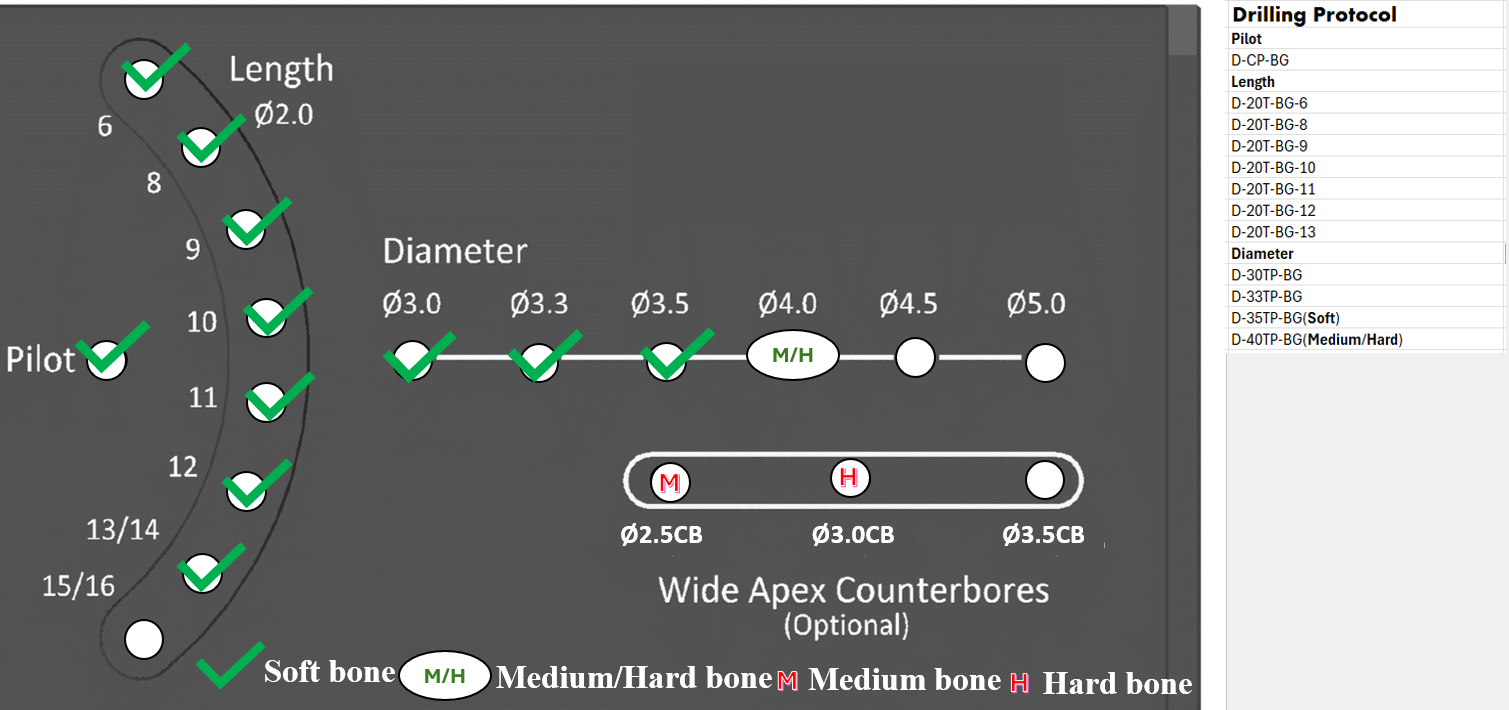 Length
Ø2.0
6
8
9
10
Pilot
11
12
13/14
15/16
Diameter
Ø3.0 Ø3.3 Ø3.5 Ø4.0 Ø4.5 Ø5.0
M/H
M H
Ø2.5CB Ø3.0CB Ø3.5CB
Wide Apex Counterbores
(Optional)
Soft bone M/H Medium/Hard bone M Medium bone H Hard bone
Drilling Protocol
Pilot
D-CP-BG
Length
D-20T-BG-6
D-20T-BG-8
D-20T-BG-9
D-20T-BG-10
D-20T-BG-11
D-20T-BG-12
D-20T-BG-13
Diameter
D-30TP-BG
D-33TP-BG
D-35TP-BG(Soft)
D-40TP-BG(Medium/Hard)